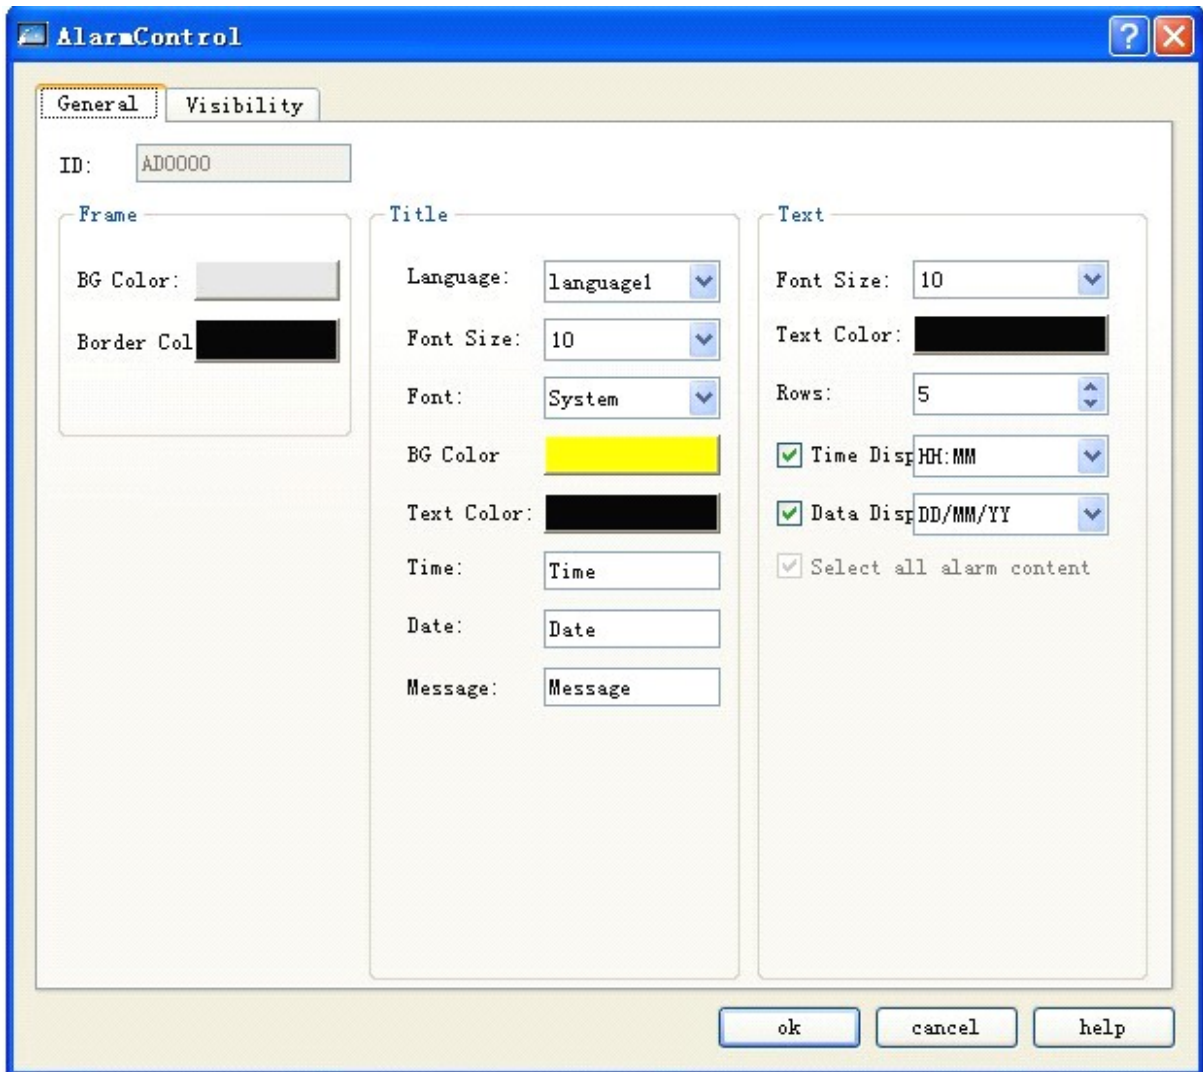 AlarmControl
General Visibility
ID: AD0000
Frame
BG Color:
Border Col
Title
Language: language1
Font Size: 10
Font: System
BG Color
Text Color:
Time: Time
Date: Date
Message: Message
Text
Font Size: 10
Text Color:
Rows: 5
Time Disp HH:MM
Data Disp DD/MM/YY
Select all alarm content
ok cancel help